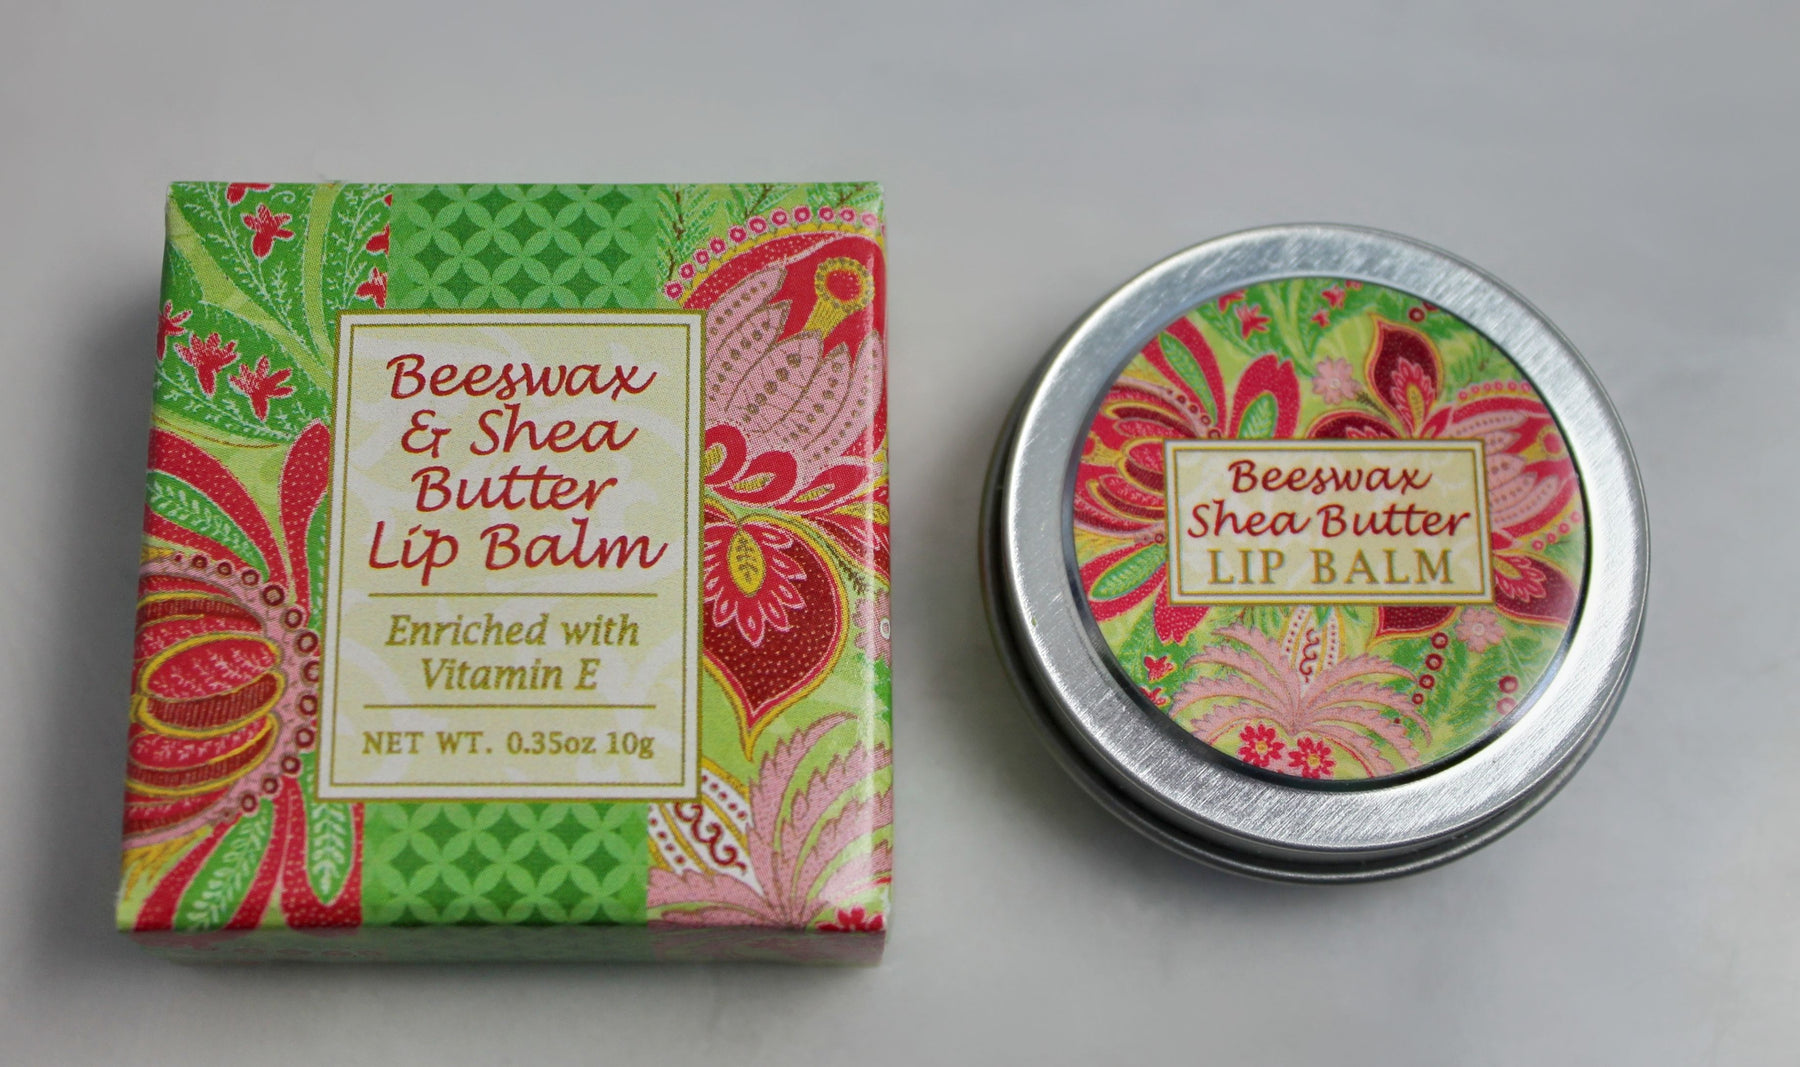 Beeswax
& Shea
Butter
Lip Balm
Enriched with
Vitamin E
NET WT. 0.35oz 10g
Beeswax
Shea Butter
LIP BALM